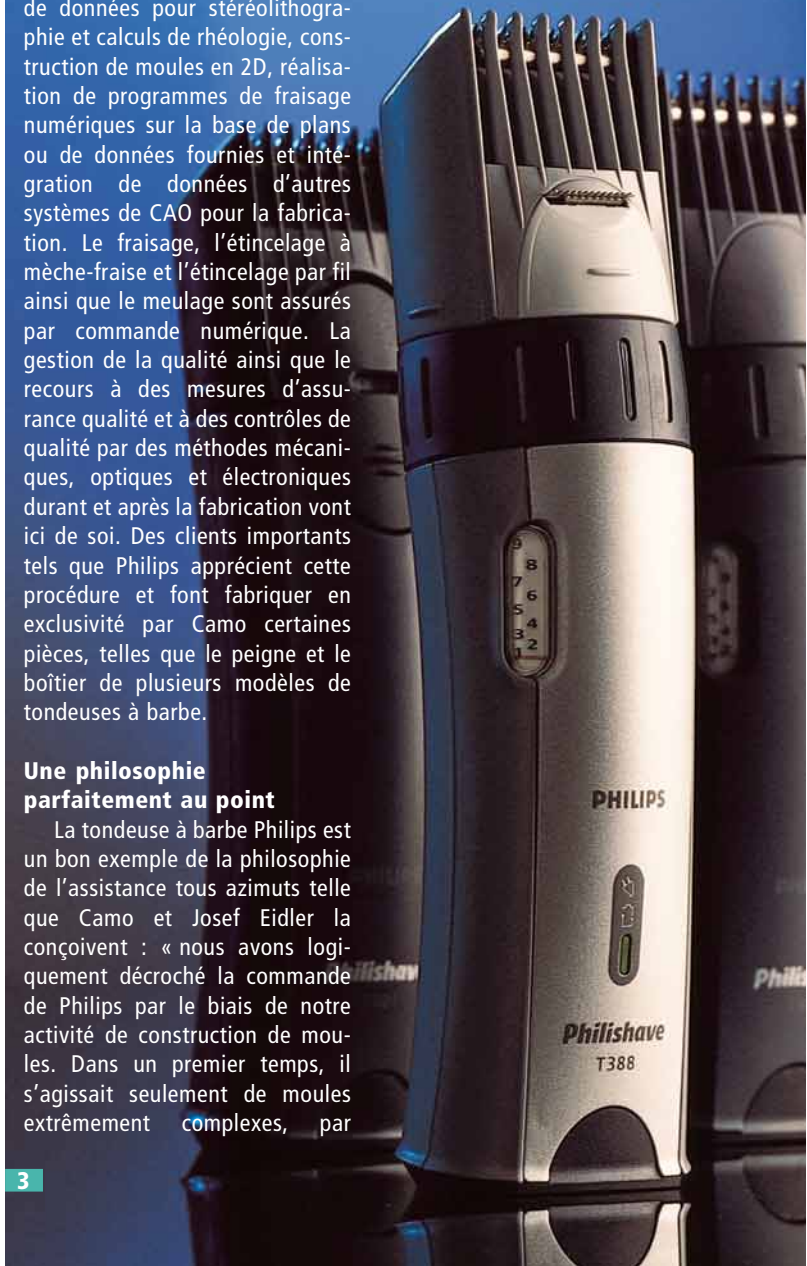 de données pour stéréolithogra-
phie et calculs de rhéologie, cons-
truction de moules en 2D, réalisa-
tion de programmes de fraisage
numériques sur la base de plans
ou de données fournies et inté-
gration de données d'autres
systèmes de CAO pour la fabrica-
tion. Le fraisage, l'étincelage à
mèche-fraise et l'étincelage par fil
ainsi que le meulage sont assurés
par commande numérique. La
gestion de la qualité ainsi que le
recours à des mesures d'assu-
rance qualité et à des contrôles de
qualité par des méthodes mécani-
ques, optiques et électroniques
durant et après la fabrication vont
ici de soi. Des clients importants
tels que Philips apprécient cette
procédure et font fabriquer en
exclusivité par Camo certaines
pièces, telles que le peigne et le
boîtier de plusieurs modèles de
tondeuses à barbe.
Une philosophie
parfaitement au point
La tondeuse à barbe Philips est
un bon exemple de la philosophie
de l'assistance tous azimuts telle
que Camo et Josef Eidler la
conçoivent : « nous avons logi-
quement décroché la commande
de Philips par le biais de notre
activité de construction de mou-
les. Dans un premier temps, il
s'agissait seulement de moules
extrêmement complexes, par
3
9
8
7
6
5
4
3
2
1
PHILIPS
Philishave
T388
Philishav
Philis